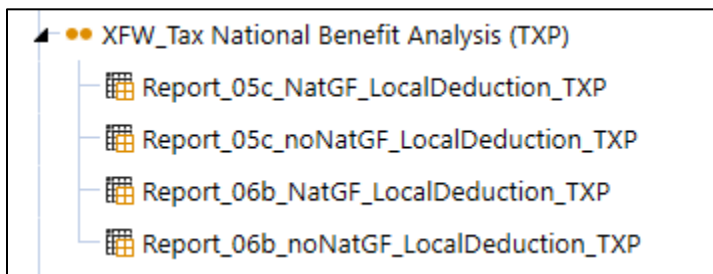 XFW_Tax National Benefit Analysis (TXP)
Report_05c_NatGF_LocalDeduction_TXP
Report_05c_noNatGF_LocalDeduction_TXP
Report_06b_NatGF_LocalDeduction_TXP
Report_06b_noNatGF_LocalDeduction_TXP